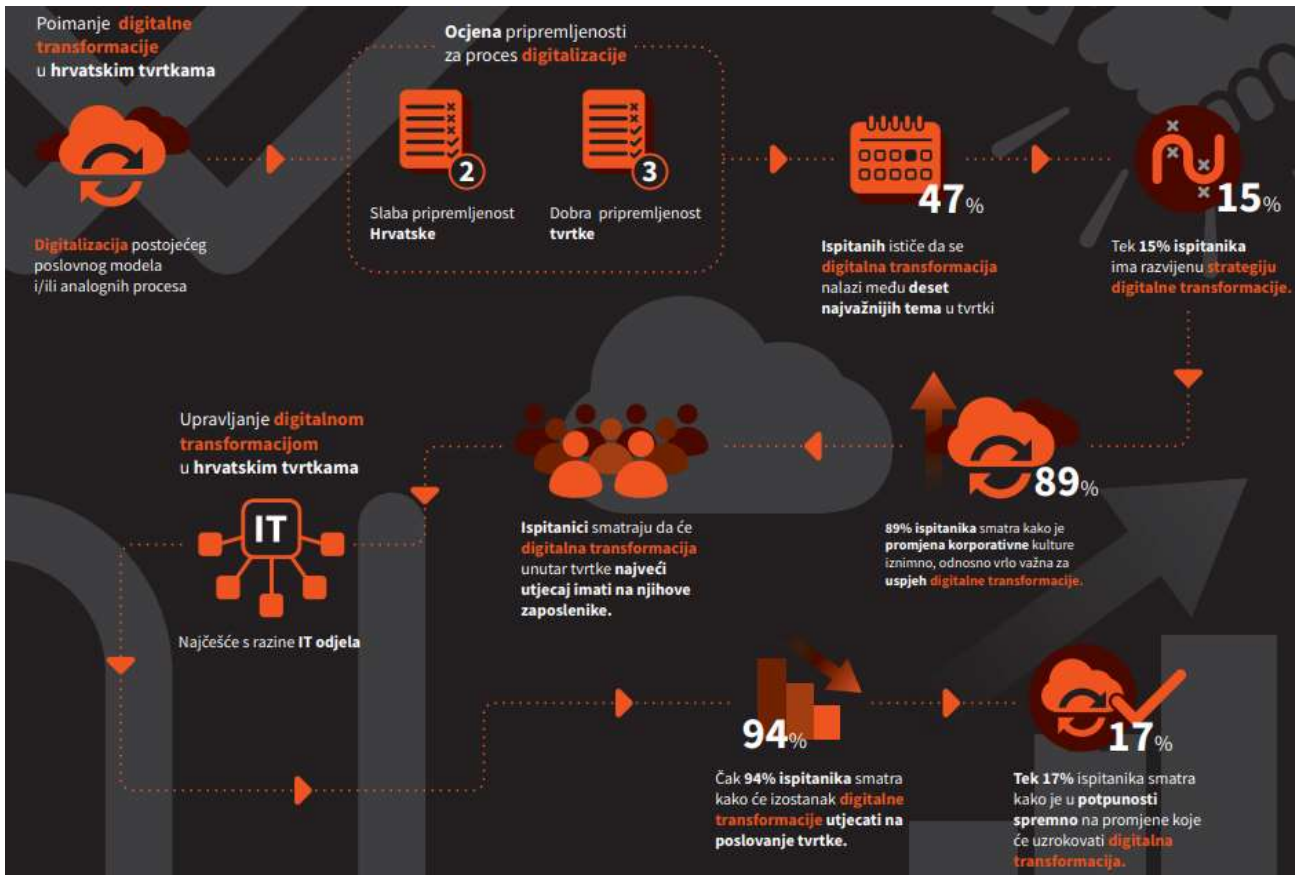 Poimanje digitalne
transformacije
u hrvatskim tvrtkama
Digitalizacija postojećeg
poslovnog modela
i/ili analognih procesa
Ocjena pripremljenosti
za proces digitalizacije
2
Slaba pripremljenost
Hrvatske
3
Dobra pripremljenost
tvrtke
47%
Ispitanih ističe da se
digitalna transformacija
nalazi među deset
najvažnijih tema u tvrtki
15%
Tek 15% ispitanika
ima razvijenu strategiju
digitalne transformacije.
89%
89% ispitanika smatra kako je
promjena korporativne kulture
iznimno, odnosno vrlo važna za
uspjeh digitalne transformacije.
Ispitanici smatraju da će
digitalna transformacija
unutar tvrtke najveći
utjecaj imati na njihove
zaposlenike.
Upravljanje digitalnom
transformacijom
u hrvatskim tvrtkama
IT
Najčešće s razine IT odjela
94%
Čak 94% ispitanika smatra
kako će izostanak digitalne
transformacije utjecati na
poslovanje tvrtke.
17%
Tek 17% ispitanika smatra
kako je u potpunosti
spremno na promjene koje
će uzrokovati digitalna
transformacija.